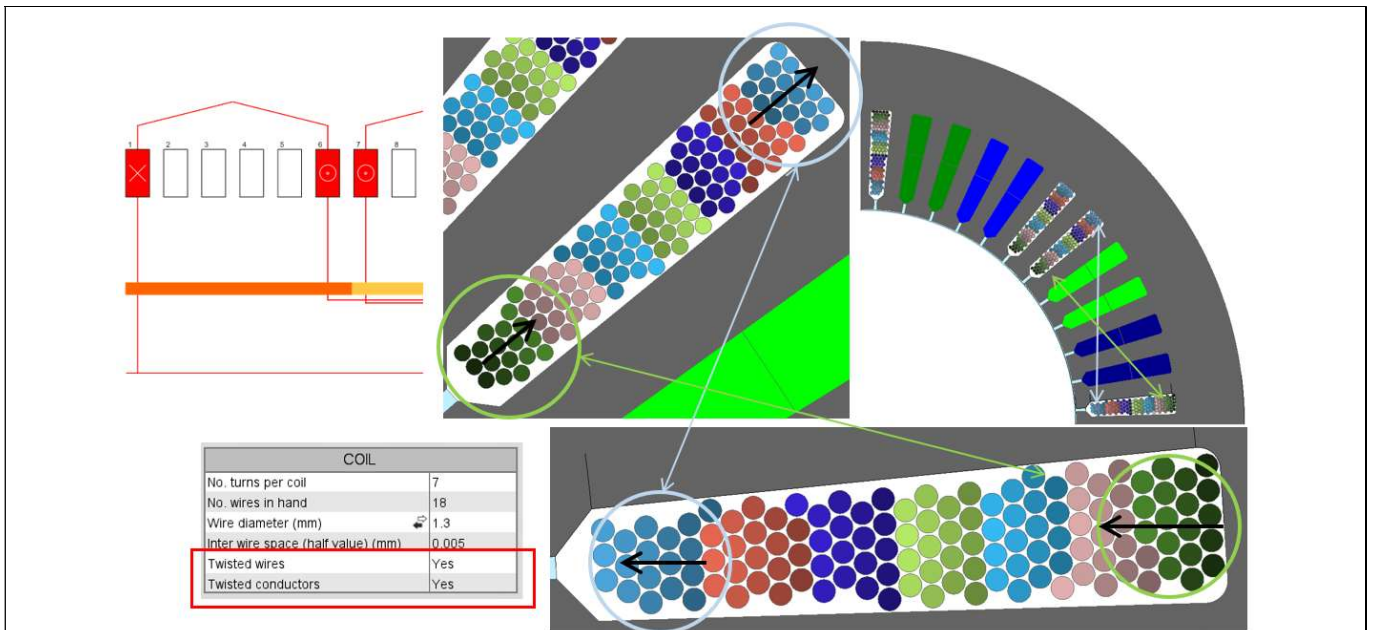 1 2 3 4 5 6 7 8
COIL
No. turns per coil 7
No. wires in hand 18
Wire diameter (mm) 1.3
Inter wire space (half value) (mm) 0.005
Twisted wires Yes
Twisted conductors Yes